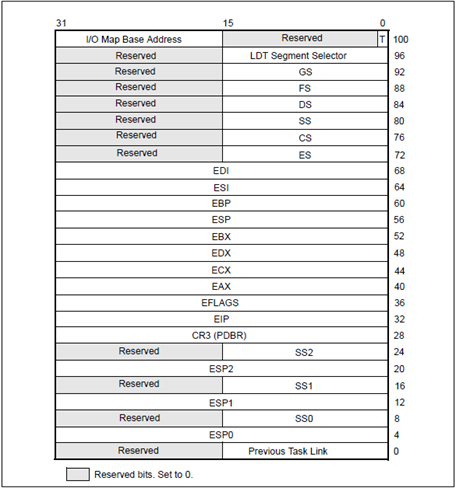 31 15 0
I/O Map Base Address Reserved T 100
Reserved LDT Segment Selector 96
Reserved GS 92
Reserved FS 88
Reserved DS 84
Reserved SS 80
Reserved CS 76
Reserved ES 72
EDI 68
ESI 64
EBP 60
ESP 56
EBX 52
EDX 48
ECX 44
EAX 40
EFLAGS 36
EIP 32
CR3 (PDBR) 28
Reserved SS2 24
ESP2 20
Reserved SS1 16
ESP1 12
Reserved SS0 8
ESP0 4
Reserved Previous Task Link 0
Reserved bits. Set to 0.